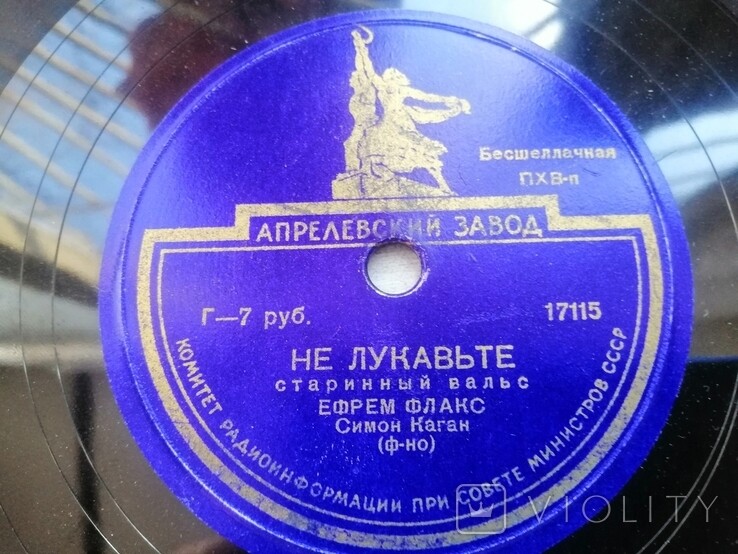 Бесшеллачная
ПХВ-п
АПРЕЛЕВСКИЙ ЗАВОД
Г—7 руб.
17115
НЕ ЛУКАВЬТЕ
старинный вальс
ЕФРЕМ ФЛАКС
Симон Каган
(ф-но)
КОМИТЕТ РАДИОИНФОРМАЦИИ ПРИ СОВЕТЕ МИНИСТРОВ СССР
VIOLITY